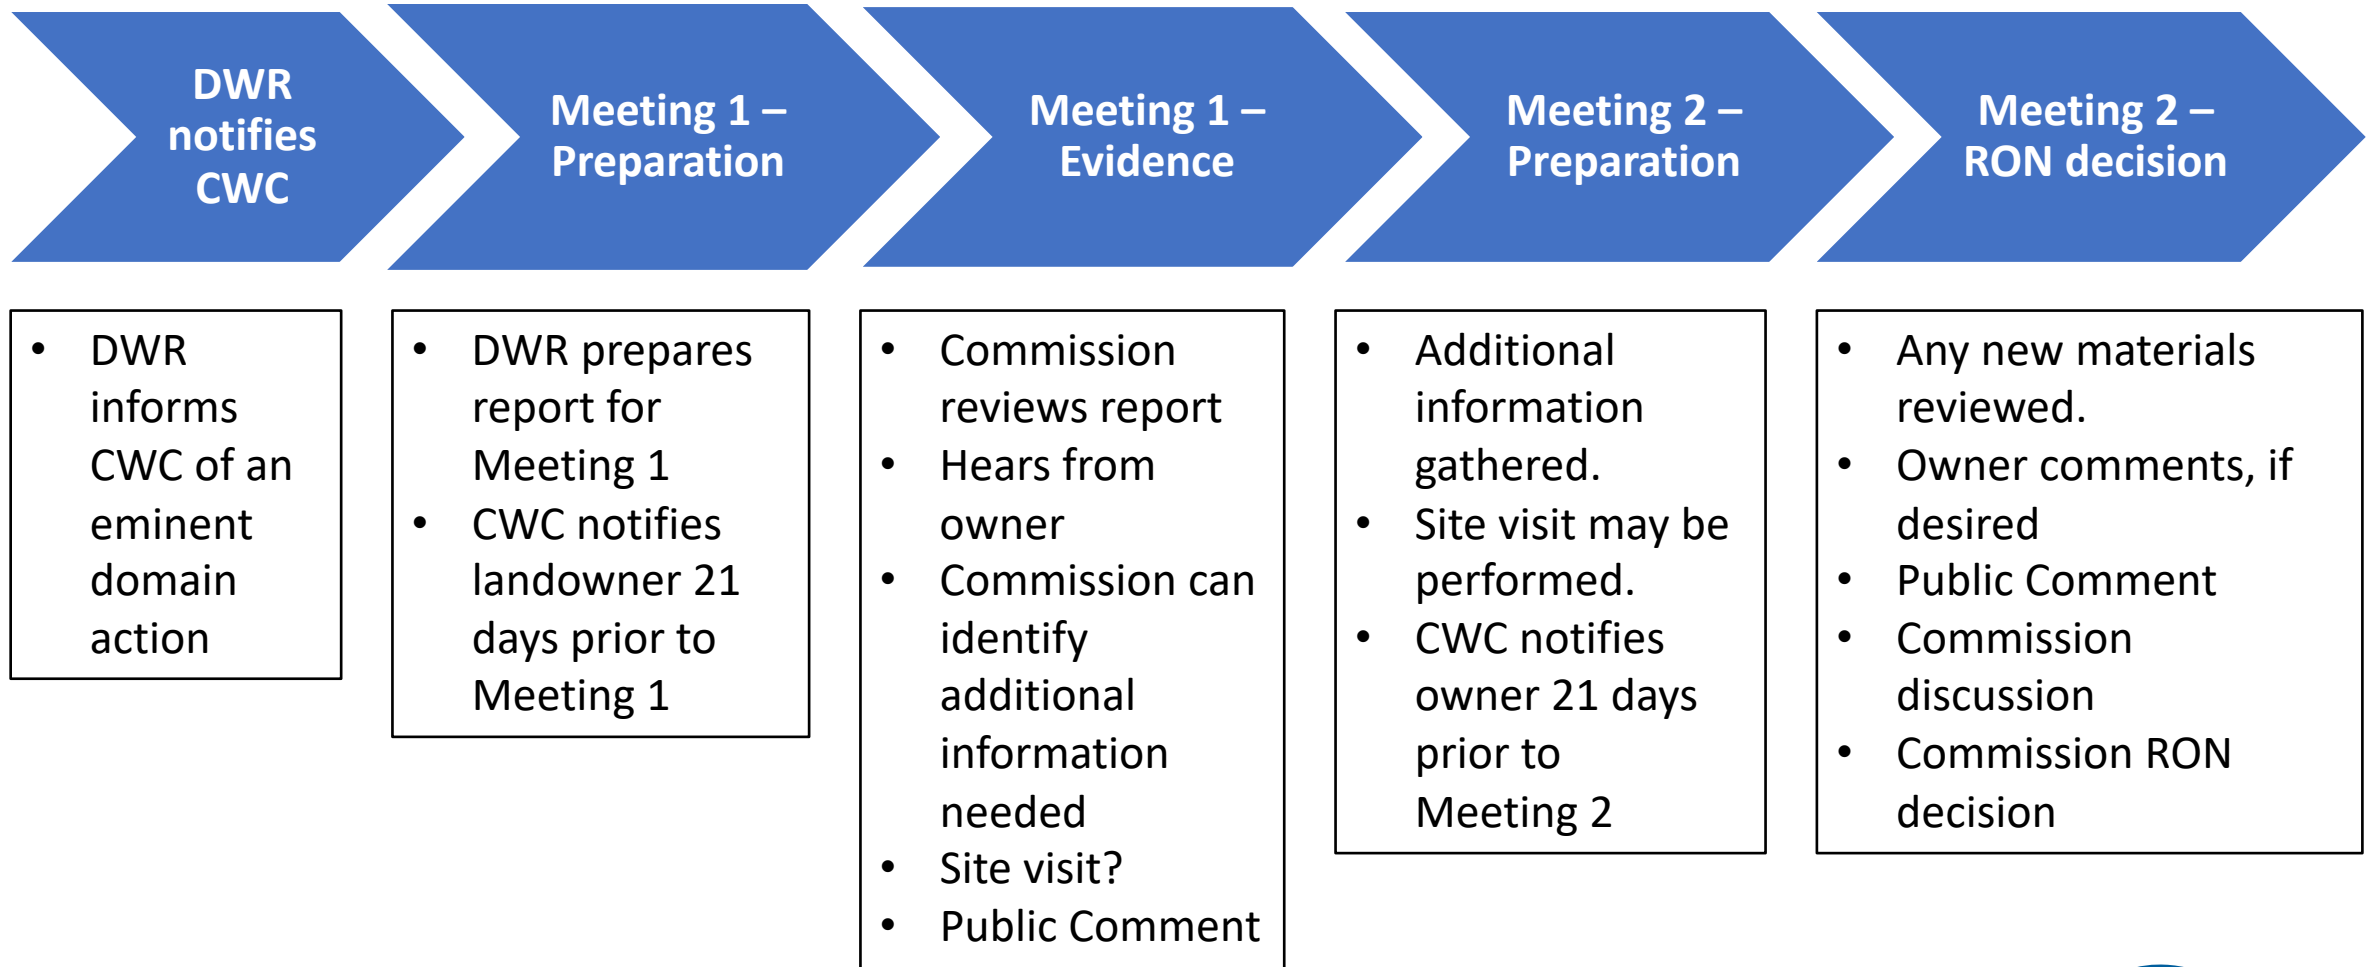 DWR
notifies
CWC
Meeting 1 –
Preparation
Meeting 1 –
Evidence
Meeting 2 –
Preparation
Meeting 2 –
RON decision
• DWR
informs
CWC of an
eminent
domain
action
• DWR prepares
report for
Meeting 1
• CWC notifies
landowner 21
days prior to
Meeting 1
• Commission
reviews report
• Hears from
owner
• Commission can
identify
additional
information
needed
• Site visit?
• Public Comment
• Additional
information
gathered.
• Site visit may be
performed.
• CWC notifies
owner 21 days
prior to
Meeting 2
• Any new materials
reviewed.
• Owner comments, if
desired
• Public Comment
• Commission
discussion
• Commission RON
decision